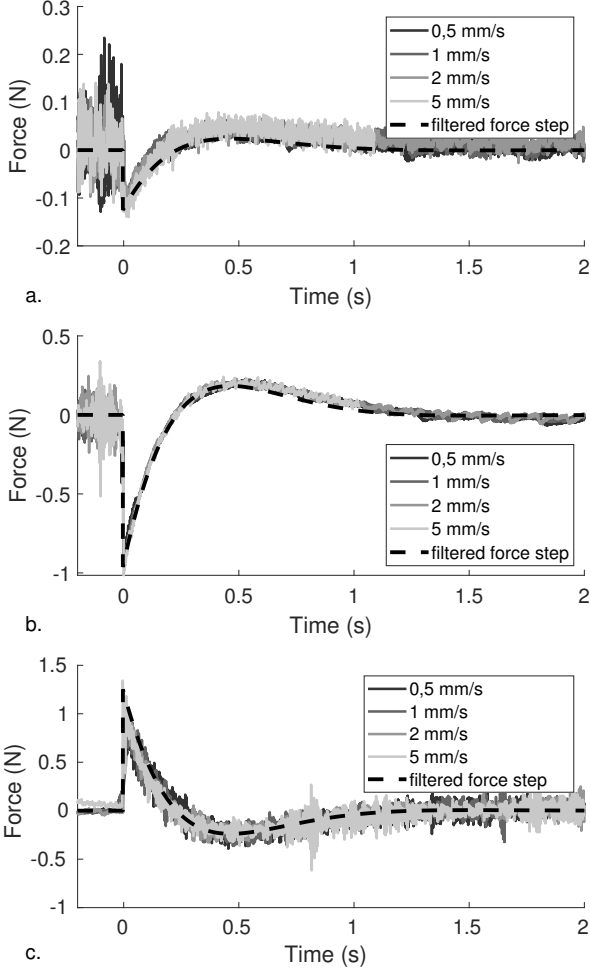 0.3
0.2
0.1
0
-0.1
-0.2
Force (N)
0,5 mm/s
1 mm/s
2 mm/s
5 mm/s
filtered force step
0 0.5 1 1.5 2
a.
Time (s)
0.5
0
-0.5
-1
Force (N)
0,5 mm/s
1 mm/s
2 mm/s
5 mm/s
filtered force step
0 0.5 1 1.5 2
b.
Time (s)
1.5
1
0.5
0
-0.5
-1
Force (N)
0,5 mm/s
1 mm/s
2 mm/s
5 mm/s
filtered force step
0 0.5 1 1.5 2
c.
Time (s)